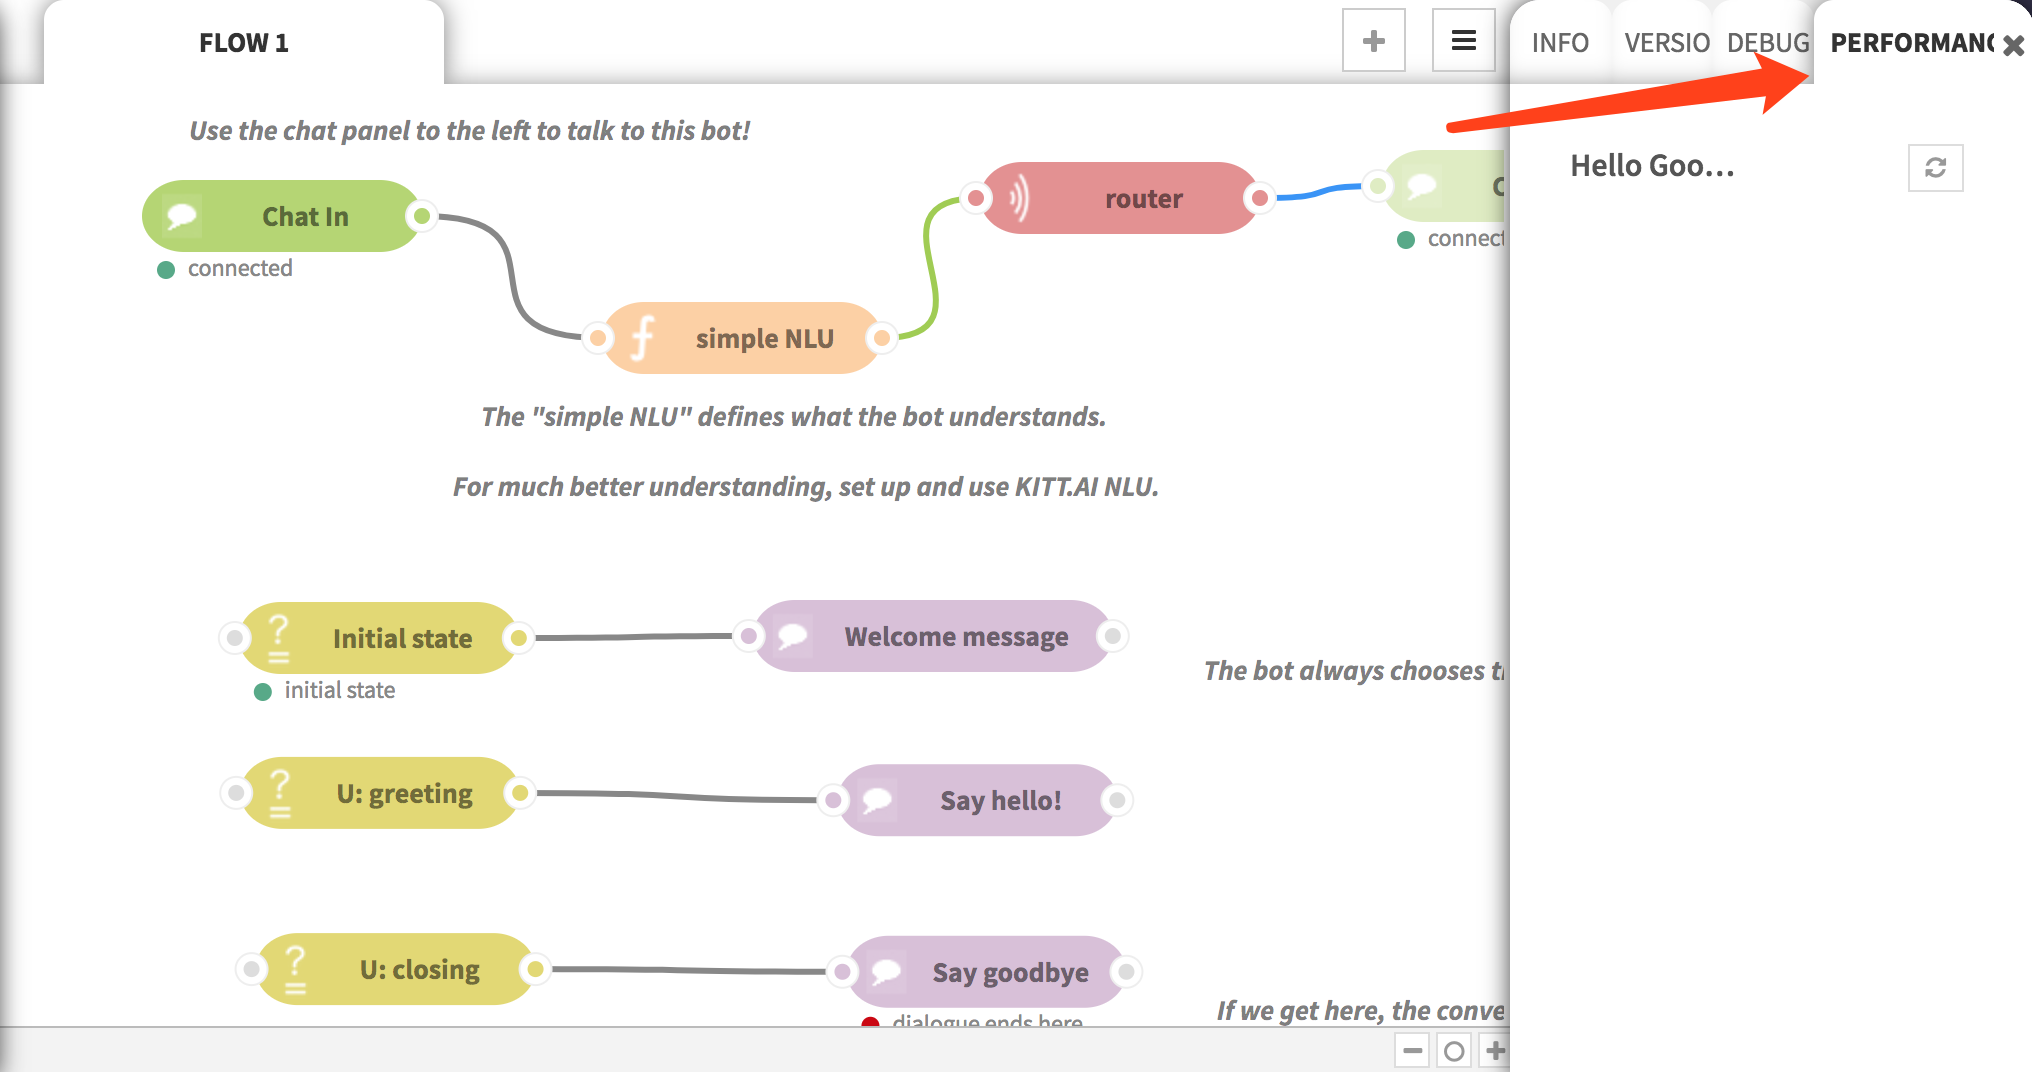 FLOW 1
INFO
VERSIO
DEBUG
PERFORMANC
Use the chat panel to the left to talk to this bot!
Hello Goo...
Chat In
connected
router
C
connect
simple NLU
The "simple NLU" defines what the bot understands.
For much better understanding, set up and use KITT.AI NLU.
Initial state
initial state
Welcome message
The bot always chooses t
U: greeting
Say hello!
U: closing
Say goodbye
dialogue ends here
If we get here, the conve